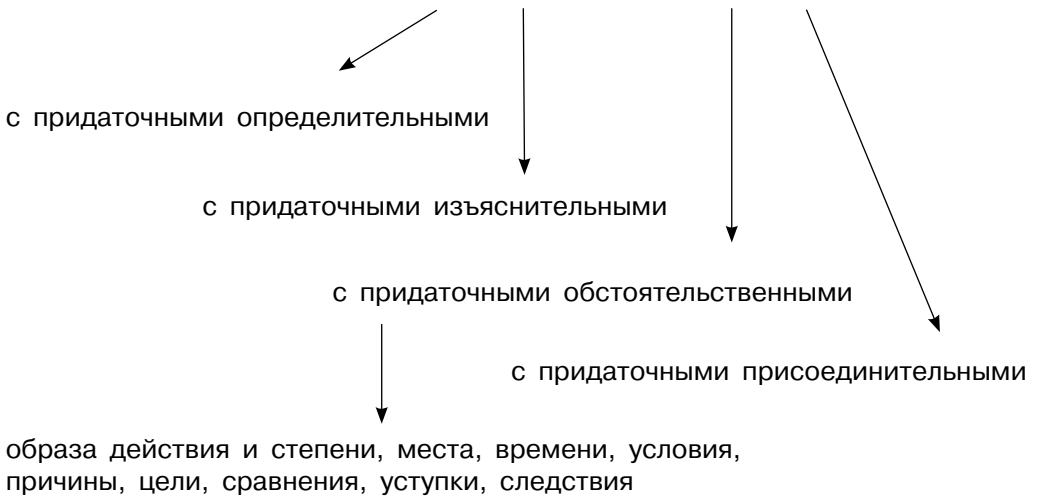 с придаточными определительными
с придаточными изъяснительными
с придаточными обстоятельственными
с придаточными присоединительными
образа действия и степени, места, времени, условия,
причины, цели, сравнения, уступки, следствия